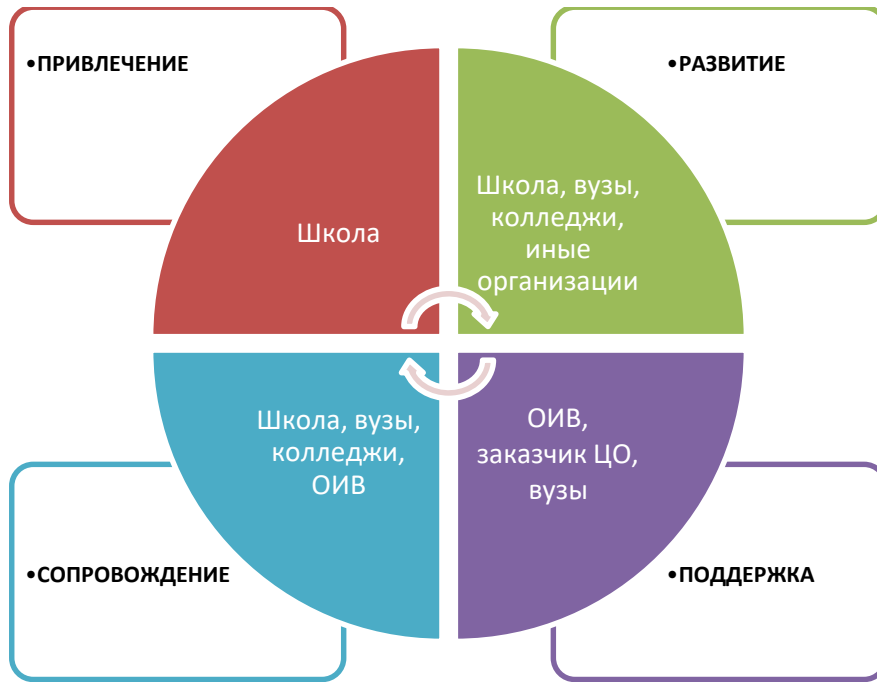 •ПРИВЛЕЧЕНИЕ
•РАЗВИТИЕ
Школа
Школа, вузы,
колледжи,
иные
организации
Школа, вузы,
колледжи,
ОИВ
ОИВ,
заказчик ЦО,
вузы
•СОПРОВОЖДЕНИЕ
•ПОДДЕРЖКА